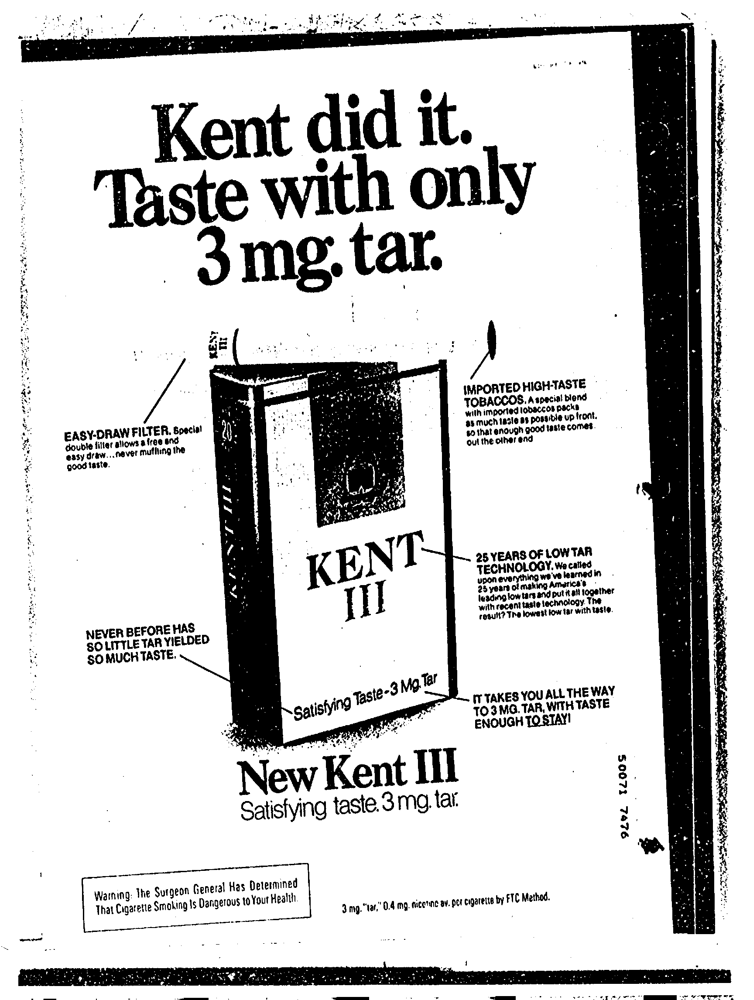 Kent did it.
Taste with only
3 mg. tar.
KENT
III
IMPORTED HIGH-TASTE
TOBACCOS. A special blend
with imported tobaccos packs
as much taste as possible up front,
so that enough good taste comes
out the other end
EASY-DRAW FILTER. Special
double filter allows a free and
easy draw...never muffling the
good taste.
20
KENT III
KENT
III
25 YEARS OF LOW TAR
TECHNOLOGY. We called
upon everything we've learned in
25 years of making America's
leading low tars and put it all together
with recent taste technology. The
result? The lowest low tar with taste.
NEVER BEFORE HAS
SO LITTLE TAR YIELDED
SO MUCH TASTE.
Satisfying Taste-3 Mg. Tar
IT TAKES YOU ALL THE WAY
TO 3 MG. TAR, WITH TASTE
ENOUGH TO STAY!
New Kent III
Satisfying taste. 3 mg. tar.
50071 7476
Warning: The Surgeon General Has Determined
That Cigarette Smoking Is Dangerous to Your Health.
3 mg. "tar," 0.4 mg. nicotine av. per cigarette by FTC Method.